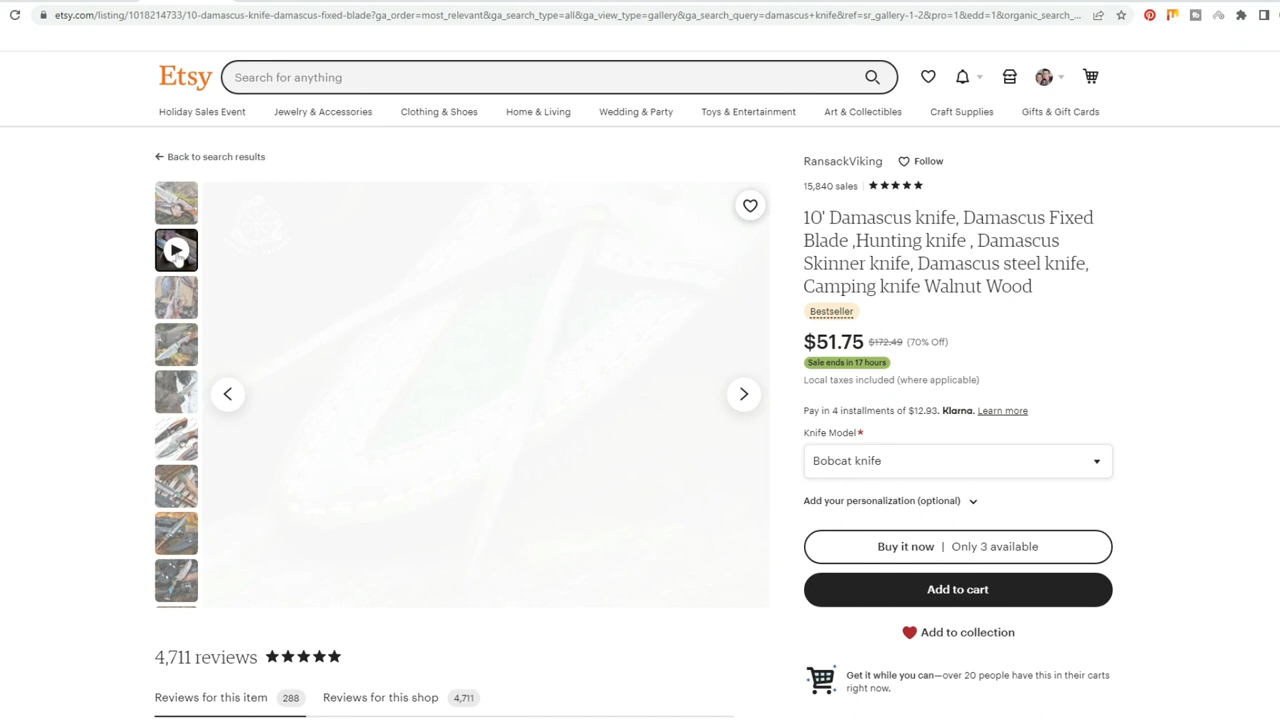 etsy.com/listing/1018214733/10-damascus-knife-damascus-fixed-blade?ga_order=most_relevant&ga_search_type=all&ga_view_type=gallery&ga_search_query=damascus+knife&ref=sr_gallery-1-2&pro=1&edd=1&organic_search_...
Etsy
Search for anything
Holiday Sales Event Jewelry & Accessories Clothing & Shoes Home & Living Wedding & Party Toys & Entertainment Art & Collectibles Craft Supplies Gifts & Gift Cards
Back to search results
RansackViking Follow
15,840 sales
10' Damascus knife, Damascus Fixed
Blade ,Hunting knife , Damascus
Skinner knife, Damascus steel knife,
Camping knife Walnut Wood
Bestseller
$51.75 $172.49 (70% Off)
Sale ends in 17 hours
Local taxes included (where applicable)
Pay in 4 installments of $12.93. Klarna. Learn more
Knife Model*
Bobcat knife
Add your personalization (optional)
Buy it now | Only 3 available
Add to cart
Add to collection
Get it while you can—over 20 people have this in their carts
right now.
4,711 reviews
Reviews for this item 288 Reviews for this shop 4,711